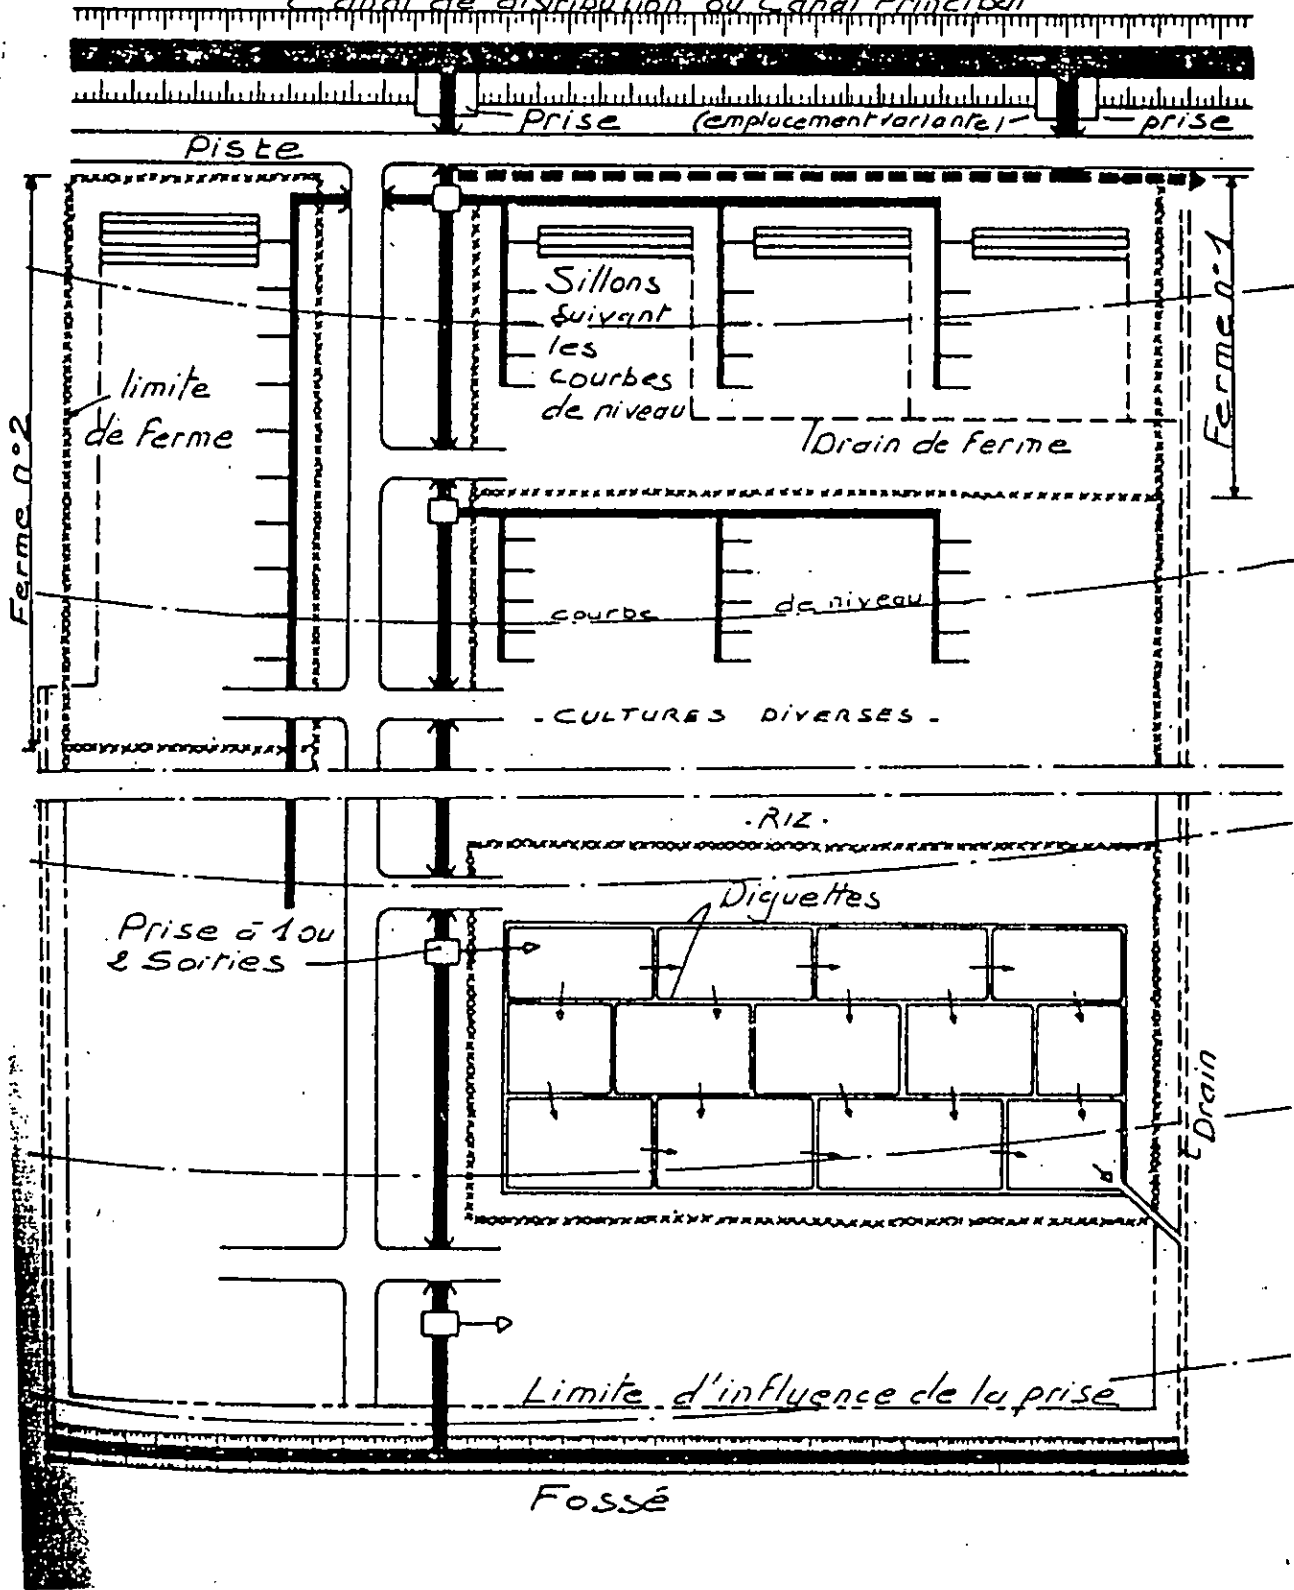 Canal de distribution ou Canal Principal
Prise
(emplacement variante)
prise
Piste
Sillons
suivant
les
courbes
de niveau
limite
de ferme
Drain de Ferme
Ferme n°1
Ferme n°2
courbe de niveau
- CULTURES DIVERSES -
. RIZ .
Diguettes
Prise à 1 ou
2 Sorties
Drain
Limite d'influence de la prise
Fossé